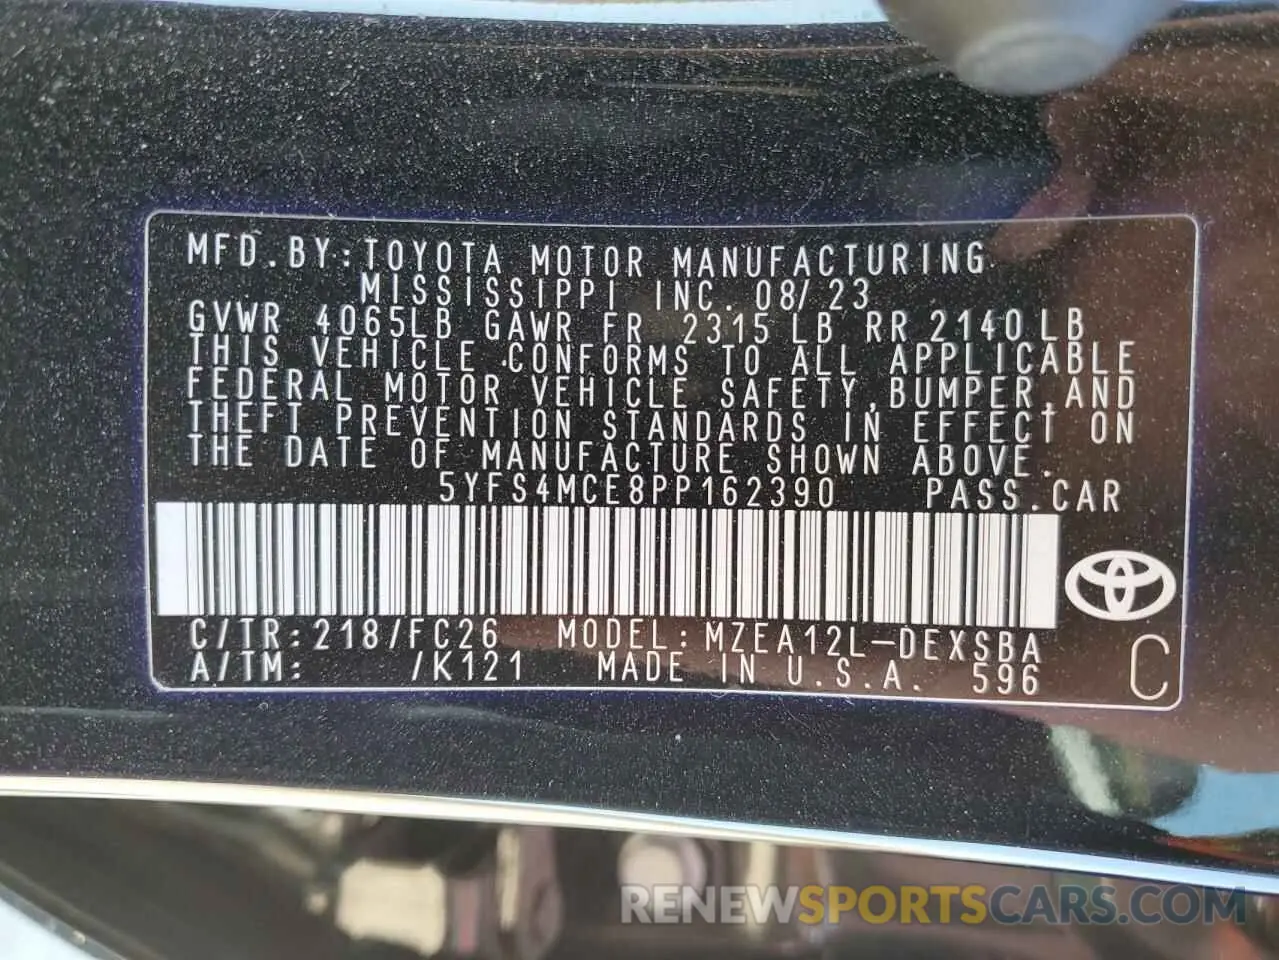 MFD.BY:TOYOTA MOTOR MANUFACTURING
MISSISSIPPI INC. 08/23
GVWR 4065LB GAWR FR 2315LB RR 2140LB
THIS VEHICLE CONFORMS TO ALL APPLICABLE
FEDERAL MOTOR VEHICLE SAFETY,BUMPER,AND
THEFT PREVENTION STANDARDS IN EFFECT ON
THE DATE OF MANUFACTURE SHOWN ABOVE.
5YFS4MCE8PP162390 PASS.CAR
C/TR:218/FC26 MODEL:MZEA12L-DEXSBA
A/TM: /K121 MADE IN U.S.A. 596
C
RENEWSPORTSCARS.COM